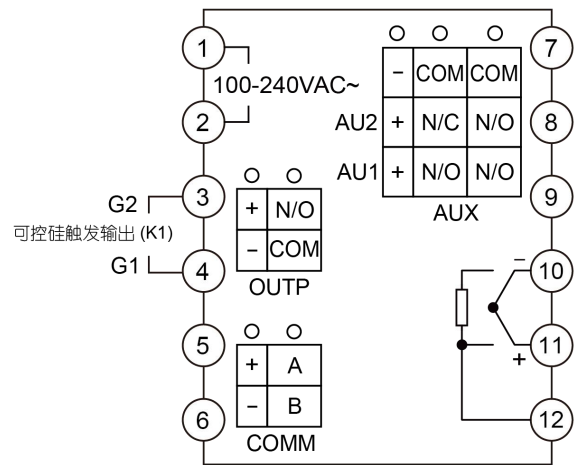 1
2
3
4
5
6
7
8
9
10
11
12
100-240VAC~
G2
可控硅触发输出 (K1)
G1
+ N/O
− COM
OUTP
+ A
− B
COMM
− COM COM
AU2 + N/C N/O
AU1 + N/O N/O
AUX
−
+